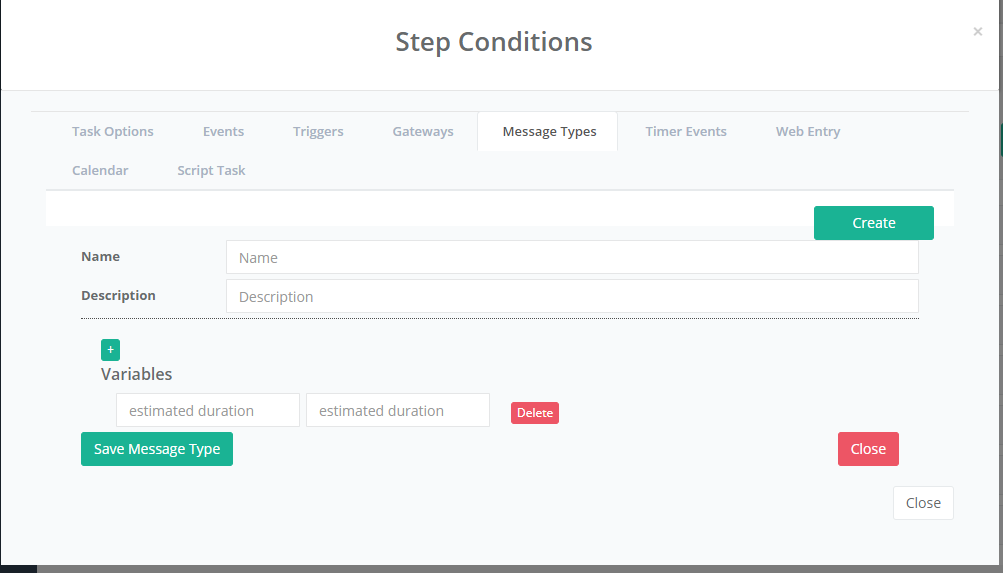 Step Conditions
×
Task Options Events Triggers Gateways Message Types Timer Events Web Entry
Calendar Script Task
Create
Name Name
Description Description
+
Variables
estimated duration estimated duration Delete
Save Message Type Close
Close